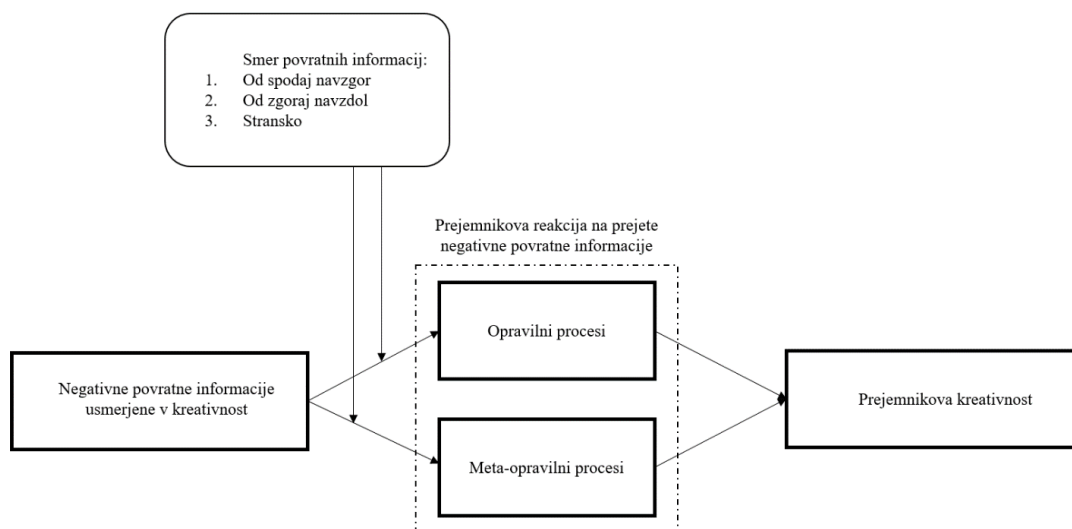 Smer povratnih informacij:
1. Od spodaj navzgor
2. Od zgoraj navzdol
3. Stransko
Prejemnikova reakcija na prejete
negativne povratne informacije
Opravilni procesi
Negativne povratne informacije
usmerjene v kreativnost
Prejemnikova kreativnost
Meta-opravilni procesi